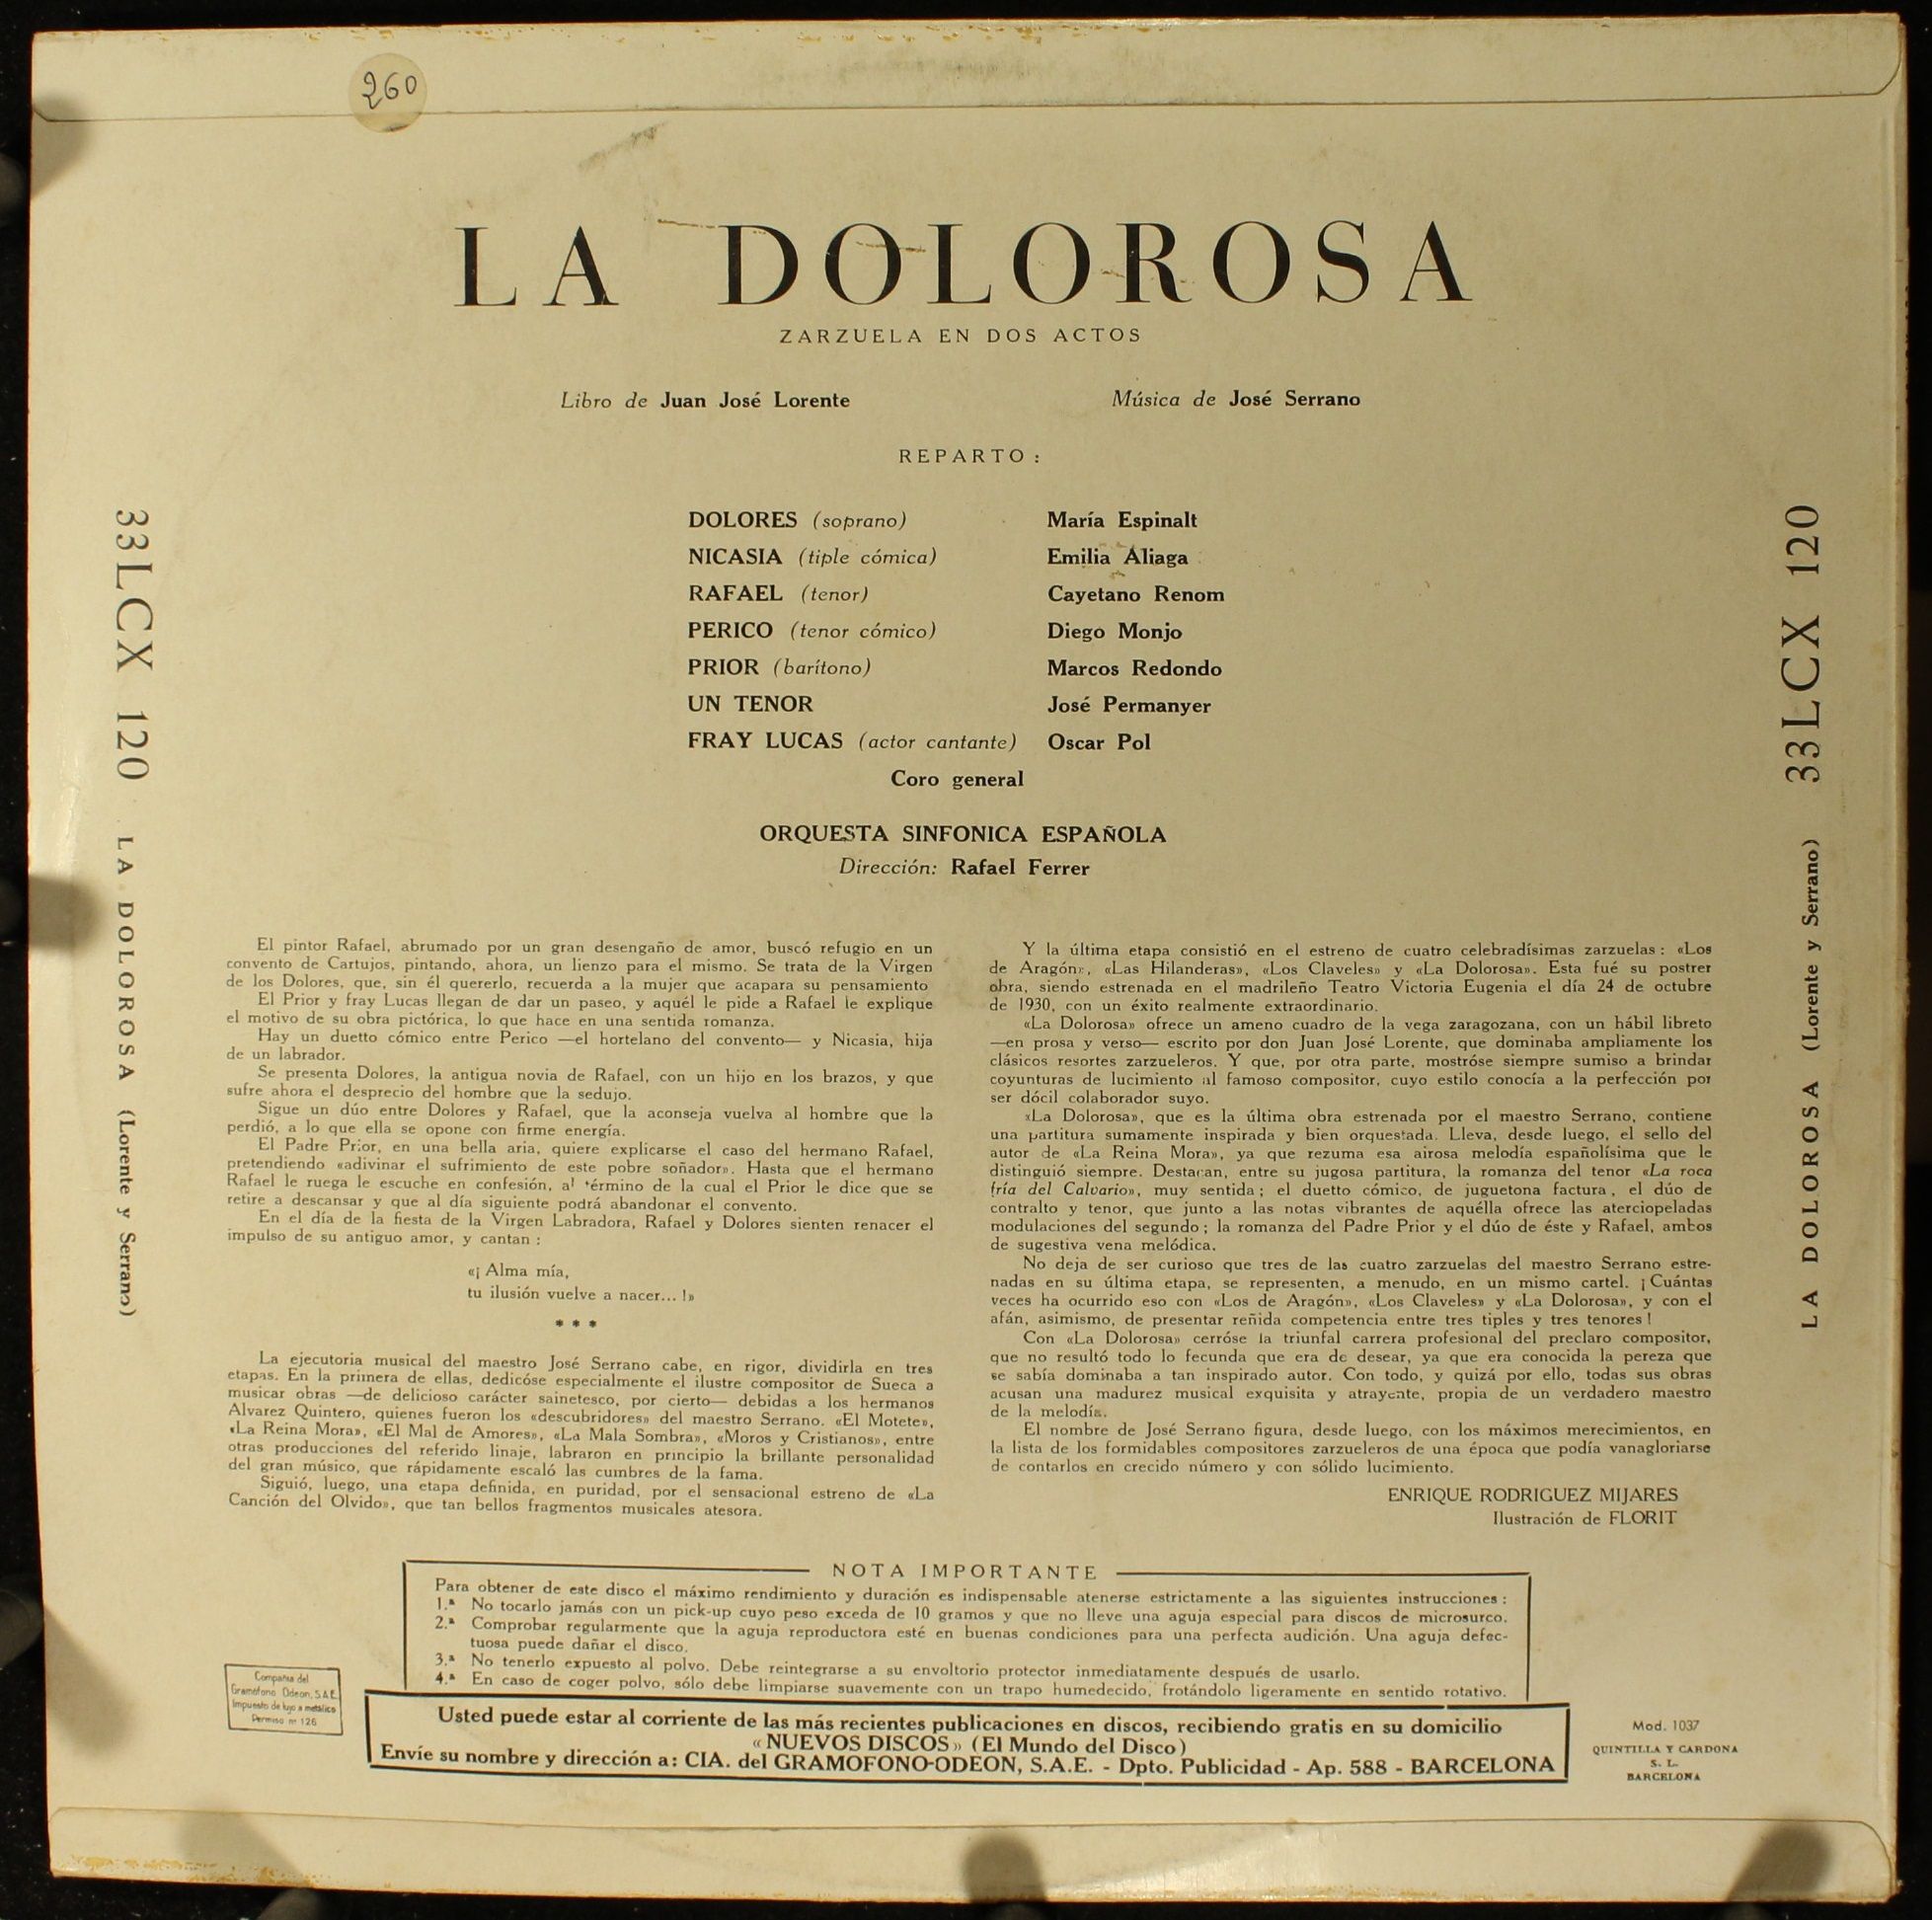 260
LA DOLOROSA
ZARZUELA EN DOS ACTOS
Libro de Juan José Lorente
Música de José Serrano
REPARTO :
DOLORES (soprano) María Espinalt
NICASIA (tiple cómica) Emilia Aliaga
RAFAEL (tenor) Cayetano Renom
PERICO (tenor cómico) Diego Monjo
PRIOR (barítono) Marcos Redondo
UN TENOR José Permanyer
FRAY LUCAS (actor cantante) Oscar Pol
Coro general
ORQUESTA SINFONICA ESPAÑOLA
Dirección: Rafael Ferrer
33LCX 120 LA DOLOROSA (Lorente y Serrano)
El pintor Rafael, abrumado por un gran desengaño de amor, buscó refugio en un
convento de Cartujos, pintando, ahora, un lienzo para el mismo. Se trata de la Virgen
de los Dolores, que, sin él quererlo, recuerda a la mujer que acapara su pensamiento
El Prior y fray Lucas llegan de dar un paseo, y aquél le pide a Rafael le explique
el motivo de su obra pictórica, lo que hace en una sentida romanza.
Hay un duetto cómico entre Perico —el hortelano del convento— y Nicasia, hija
de un labrador.
Se presenta Dolores, la antigua novia de Rafael, con un hijo en los brazos, y que
sufre ahora el desprecio del hombre que la sedujo.
Sigue un dúo entre Dolores y Rafael, que la aconseja vuelva al hombre que la
perdió, a lo que ella se opone con firme energía.
El Padre Prior, en una bella aria, quiere explicarse el caso del hermano Rafael,
pretendiendo «adivinar el sufrimiento de este pobre soñador». Hasta que el hermano
Rafael le ruega le escuche en confesión, al término de la cual el Prior le dice que se
retire a descansar y que al día siguiente podrá abandonar el convento.
En el día de la fiesta de la Virgen Labradora, Rafael y Dolores sienten renacer el
impulso de su antiguo amor, y cantan :
«¡ Alma mía,
tu ilusión vuelve a nacer... !»
* * *
La ejecutoria musical del maestro José Serrano cabe, en rigor, dividirla en tres
etapas. En la primera de ellas, dedicóse especialmente el ilustre compositor de Sueca a
musicar obras —de delicioso carácter sainetesco, por cierto— debidas a los hermanos
Alvarez Quintero, quienes fueron los «descubridores» del maestro Serrano. «El Motete»,
«La Reina Mora», «El Mal de Amores», «La Mala Sombra», «Moros y Cristianos», entre
otras producciones del referido linaje, labraron en principio la brillante personalidad
del gran músico, que rápidamente escaló las cumbres de la fama.
Siguió, luego, una etapa definida, en puridad, por el sensacional estreno de «La
Canción del Olvido», que tan bellos fragmentos musicales atesora.
Y la última etapa consistió en el estreno de cuatro celebradísimas zarzuelas : «Los
de Aragón», «Las Hilanderas», «Los Claveles» y «La Dolorosa». Esta fué su postrer
obra, siendo estrenada en el madrileño Teatro Victoria Eugenia el día 24 de octubre
de 1930, con un éxito realmente extraordinario.
«La Dolorosa» ofrece un ameno cuadro de la vega zaragozana, con un hábil libreto
—en prosa y verso— escrito por don Juan José Lorente, que dominaba ampliamente los
clásicos resortes zarzueleros. Y que, por otra parte, mostróse siempre sumiso a brindar
coyunturas de lucimiento al famoso compositor, cuyo estilo conocía a la perfección por
ser dócil colaborador suyo.
«La Dolorosa», que es la última obra estrenada por el maestro Serrano, contiene
una partitura sumamente inspirada y bien orquestada. Lleva, desde luego, el sello del
autor de «La Reina Mora», ya que rezuma esa airosa melodía españolísima que le
distinguió siempre. Destacan, entre su jugosa partitura, la romanza del tenor «La roca
fría del Calvario», muy sentida ; el duetto cómico, de juguetona factura , el dúo de
contralto y tenor, que junto a las notas vibrantes de aquélla ofrece las aterciopeladas
modulaciones del segundo ; la romanza del Padre Prior y el dúo de éste y Rafael, ambos
de sugestiva vena melódica.
No deja de ser curioso que tres de las cuatro zarzuelas del maestro Serrano estre-
nadas en su última etapa, se representen, a menudo, en un mismo cartel. ¡ Cuántas
veces ha ocurrido eso con «Los de Aragón», «Los Claveles» y «La Dolorosa», y con el
afán, asimismo, de presentar reñida competencia entre tres tiples y tres tenores !
Con «La Dolorosa» cerróse la triunfal carrera profesional del preclaro compositor,
que no resultó todo lo fecunda que era de desear, ya que era conocida la pereza que
se sabía dominaba a tan inspirado autor. Con todo, y quizá por ello, todas sus obras
acusan una madurez musical exquisita y atrayente, propia de un verdadero maestro
de la melodía.
El nombre de José Serrano figura, desde luego, con los máximos merecimientos, en
la lista de los formidables compositores zarzueleros de una época que podía vanagloriarse
de contarlos en crecido número y con sólido lucimiento.
ENRIQUE RODRIGUEZ MIJARES
Ilustración de FLORIT
33LCX 120 LA DOLOROSA (Lorente y Serrano)
NOTA IMPORTANTE
Para obtener de este disco el máximo rendimiento y duración es indispensable atenerse estrictamente a las siguientes instrucciones :
1.ª No tocarlo jamás con un pick-up cuyo peso exceda de 10 gramos y que no lleve una aguja especial para discos de microsurco.
2.ª Comprobar regularmente que la aguja reproductora esté en buenas condiciones para una perfecta audición. Una aguja defec-
tuosa puede dañar el disco.
3.ª No tenerlo expuesto al polvo. Debe reintegrarse a su envoltorio protector inmediatamente después de usarlo.
4.ª En caso de coger polvo, sólo debe limpiarse suavemente con un trapo humedecido, frotándolo ligeramente en sentido rotativo.
Compañia del
Gramófono Odeon, S.A.E.
Impuesto de lujo a metálico
Permiso nº 126
Usted puede estar al corriente de las más recientes publicaciones en discos, recibiendo gratis en su domicilio
«NUEVOS DISCOS» (El Mundo del Disco)
Envíe su nombre y dirección a: CIA. del GRAMOFONO-ODEON, S.A.E. - Dpto. Publicidad - Ap. 588 - BARCELONA
Mod. 1037
QUINTILLA Y CARDONA
S. L.
BARCELONA